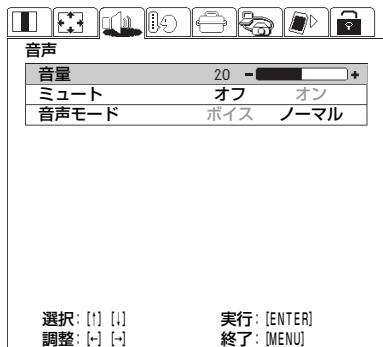 音声
音量 20 - +
ミュート オフ オン
音声モード ボイス ノーマル
選択: [↑] [↓] 実行: [ENTER]
調整: [←] [→] 終了: [MENU]